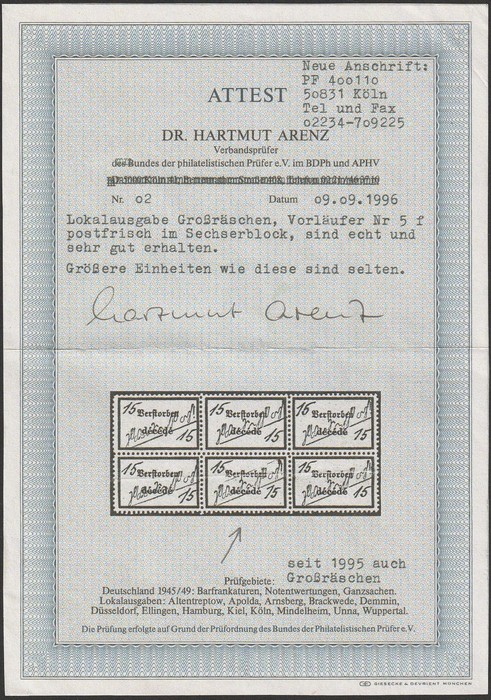 Neue Anschrift:
PF 400110
ATTEST
50831 Köln
Tel und Fax
02234-709225
DR. HARTMUT ARENZ
Verbandsprüfer
des Bundes der philatelistischen Prüfer e.V. im BDPh und APHV
Nr. 02 Datum 09.09.1996
Lokalausgabe Großräschen, Vorläufer Nr 5 f
postfrisch im Sechserblock, sind echt und
sehr gut erhalten.
Größere Einheiten wie diese sind selten.
Hartmut Arenz
15 Verstorben 15 Verstorben 15 Verstorben
décédé 15 décédé 15 décédé 15
15 Verstorben 15 Verstorben 15 Verstorben
décédé 15 décédé 15 décédé 15
seit 1995 auch
Großräschen
Prüfgebiete:
Deutschland 1945/49: Barfrankaturen, Notentwertungen, Ganzsachen.
Lokalausgaben: Altentreptow, Apolda, Arnsberg, Brackwede, Demmin,
Düsseldorf, Ellingen, Hamburg, Kiel, Köln, Mindelheim, Unna, Wuppertal.
Die Prüfung erfolgte auf Grund der Prüfordnung des Bundes der Philatelistischen Prüfer e.V.
GIESECKE & DEVRIENT MÜNCHEN